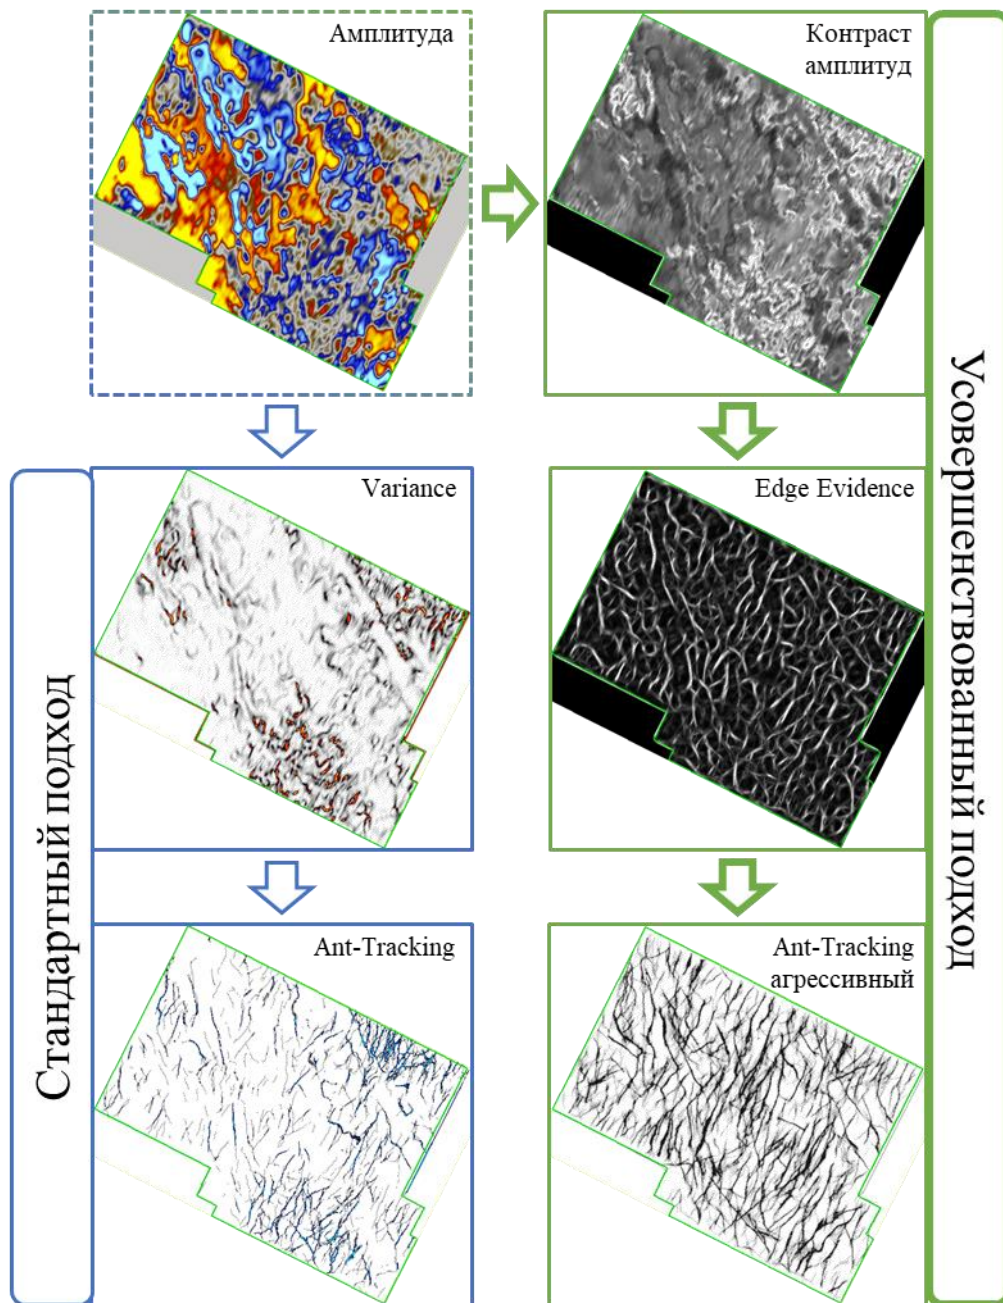 Амплитуда
Контраст
амплитуд
Variance
Edge Evidence
Ant-Tracking
Ant-Tracking
агрессивный
Стандартный подход
Усовершенствованный подход